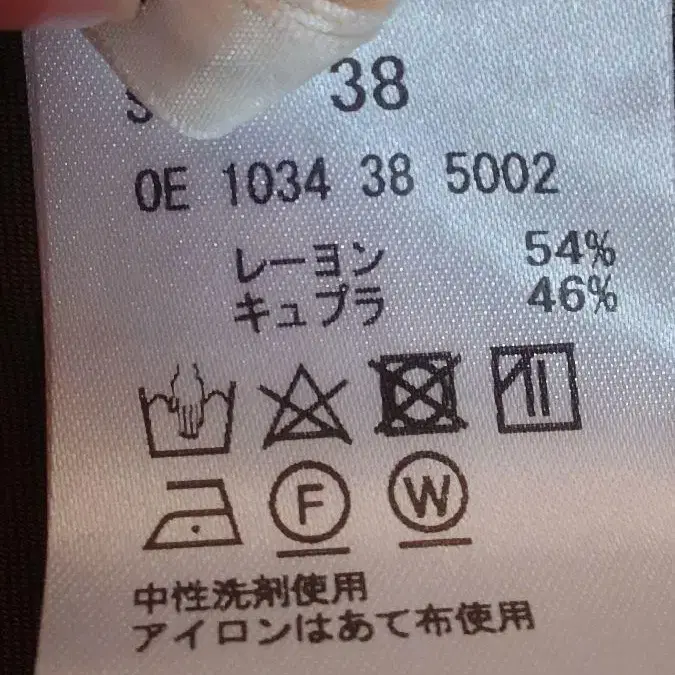 38
0E 1034 38 5002
レーヨン 54%
キュプラ 46%
F W
中性洗剤使用
アイロンはあて布使用